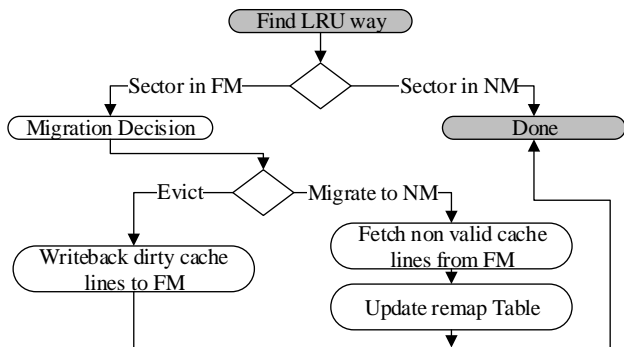 Find LRU way
Sector in FM
Sector in NM
Migration Decision
Done
Evict
Migrate to NM
Writeback dirty cache
lines to FM
Fetch non valid cache
lines from FM
Update remap Table